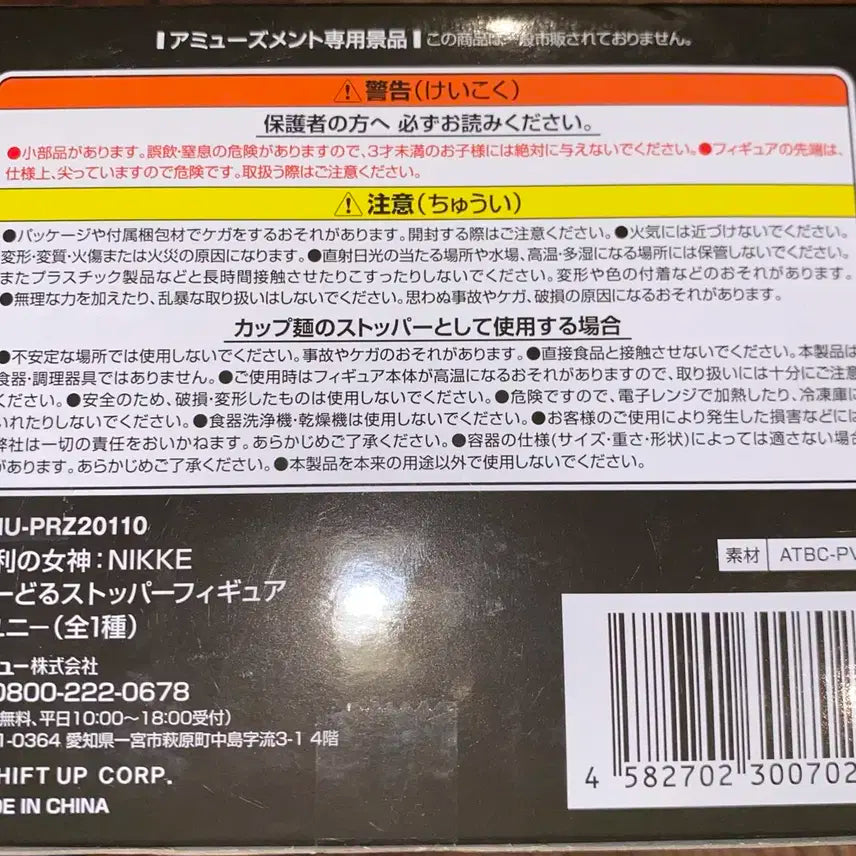 アミューズメント専用景品 この商品は一般市販されておりません。
警告(けいこく)
保護者の方へ 必ずお読みください。
●小部品があります。誤飲・窒息の危険がありますので、3才未満のお子様には絶対に与えないでください。●フィギュアの先端は、
仕様上、尖っていますので危険です。取扱う際はご注意ください。
注意(ちゅうい)
●パッケージや付属梱包材でケガをするおそれがあります。開封する際はご注意ください。●火気には近づけないでください。
変形・変質・火傷または火災の原因になります。●直射日光の当たる場所や水場、高温・多湿になる場所には保管しないでください。
またプラスチック製品などと長時間接触させたりこすったりしないでください。変形や色の付着などのおそれがあります。
●無理な力を加えたり、乱暴な取り扱いはしないでください。思わぬ事故やケガ、破損の原因になるおそれがあります。
カップ麺のストッパーとして使用する場合
●不安定な場所では使用しないでください。事故やケガのおそれがあります。●直接食品と接触させないでください。本製品は
食器・調理器具ではありません。●ご使用時はフィギュア本体が高温になるおそれがありますので、取り扱いには十分にご注意
ください。●安全のため、破損・変形したものは使用しないでください。●危険ですので、電子レンジで加熱したり、冷凍庫に
いれたりしないでください。●食器洗浄機・乾燥機は使用しないでください。●お客様のご使用により発生した損害などには
弊社は一切の責任をおいかねます。あらかじめご了承ください。●容器の仕様(サイズ・重さ・形状)によっては適さない場合
があります。あらかじめご了承ください。●本製品を本来の用途以外で使用しないでください。
U-PRZ20110
利の女神:NIKKE
ーどるストッパーフィギュア
ユニー(全1種)
素材 ATBC-PV
ュー株式会社
0800-222-0678
無料、平日10:00〜18:00受付)
1-0364 愛知県一宮市萩原町中島字流3-1 4階
HIFT UP CORP.
DE IN CHINA
4 582702 300702